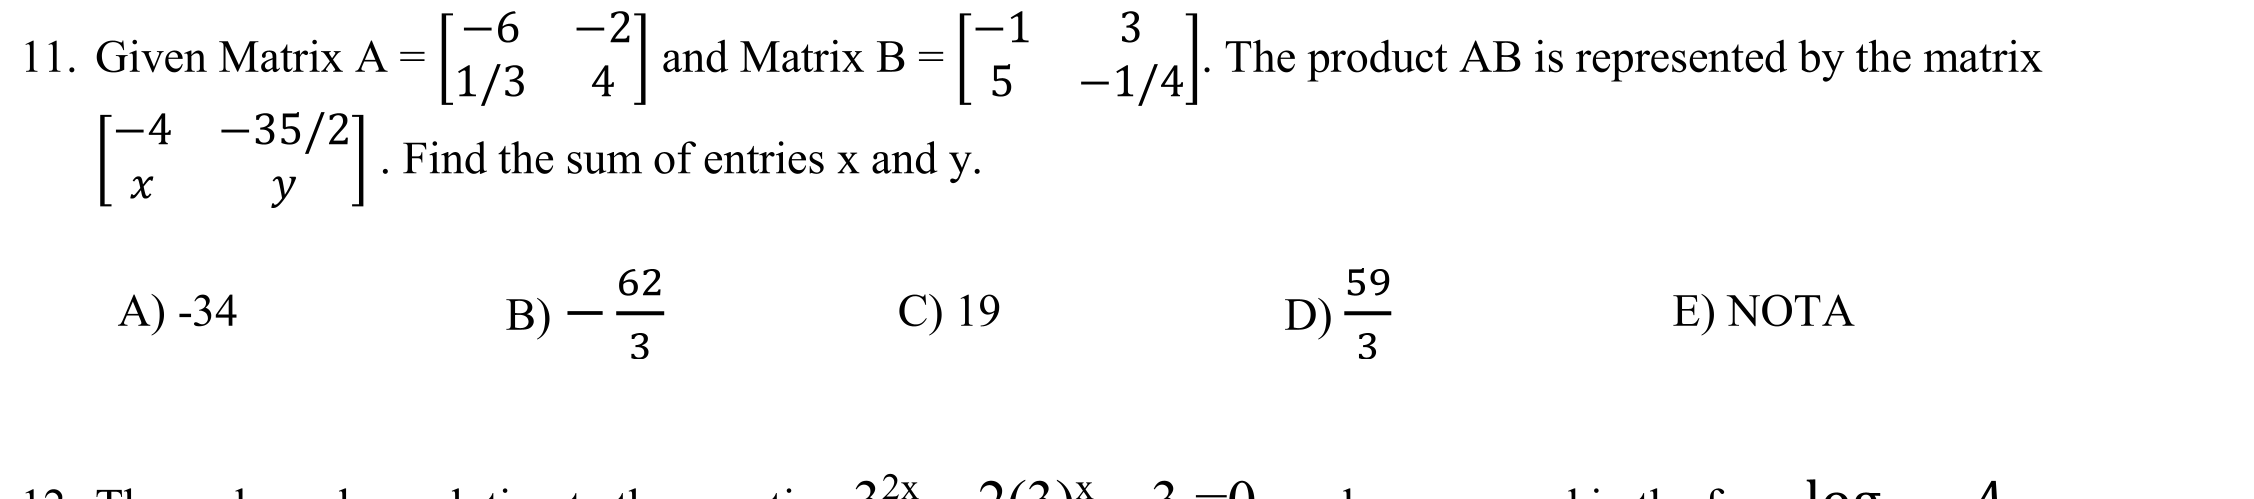 11. Given Matrix A = [−6 −2; 1/3 4] and Matrix B = [−1 3; 5 −1/4]. The product AB is represented by the matrix
[−4 −35/2; x y]. Find the sum of entries x and y.
A) -34 B) −62/3 C) 19 D) 59/3 E) NOTA